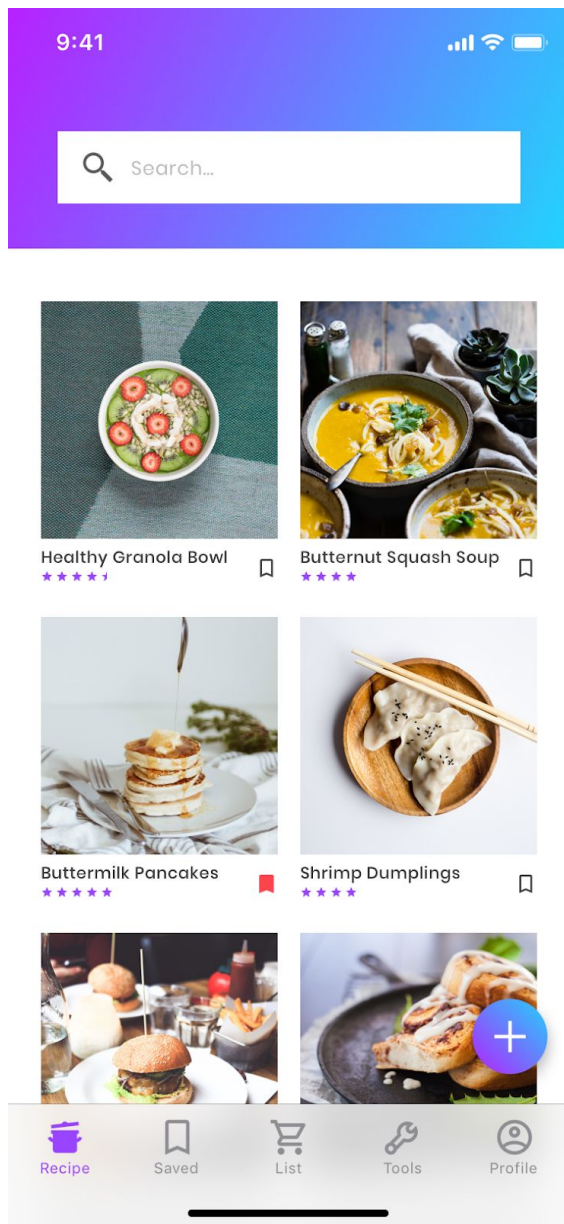 9:41
Search...
Healthy Granola Bowl
Butternut Squash Soup
Buttermilk Pancakes
Shrimp Dumplings
Recipe
Saved
List
Tools
Profile